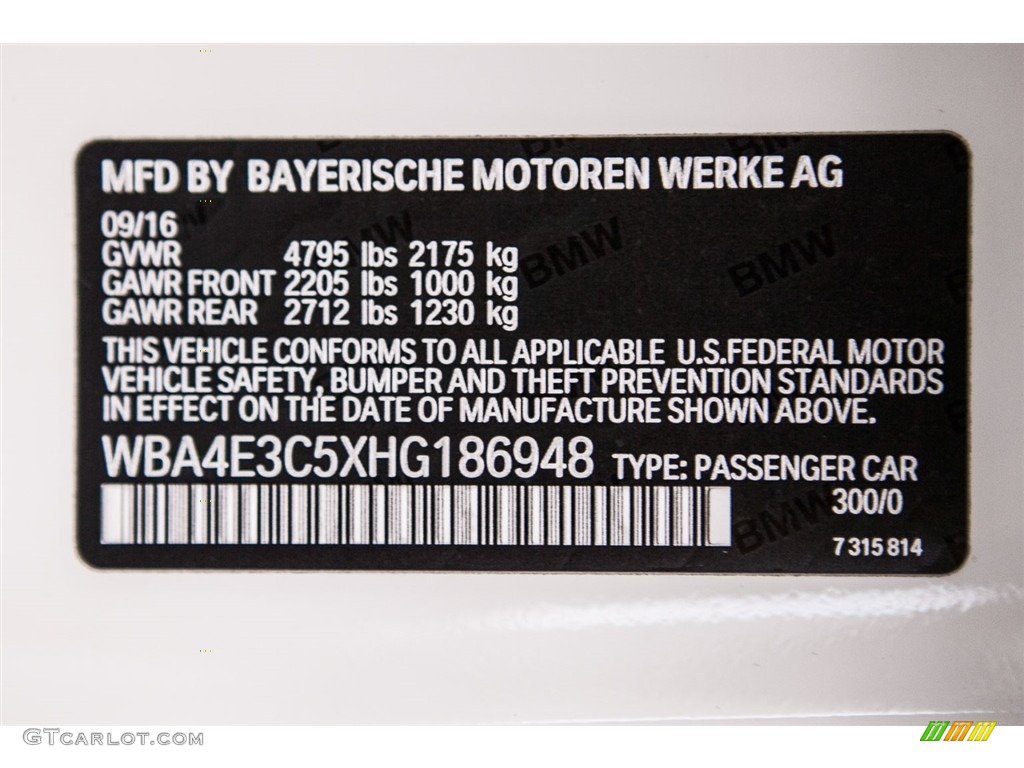 MFD BY BAYERISCHE MOTOREN WERKE AG
09/16
GVWR 4795 lbs 2175 kg
GAWR FRONT 2205 lbs 1000 kg
GAWR REAR 2712 lbs 1230 kg
THIS VEHICLE CONFORMS TO ALL APPLICABLE U.S.FEDERAL MOTOR
VEHICLE SAFETY, BUMPER AND THEFT PREVENTION STANDARDS
IN EFFECT ON THE DATE OF MANUFACTURE SHOWN ABOVE.
WBA4E3C5XHG186948 TYPE: PASSENGER CAR
300/0
7 315 814
BMW
BMW
BMW
BMW
GTCARLOT.COM